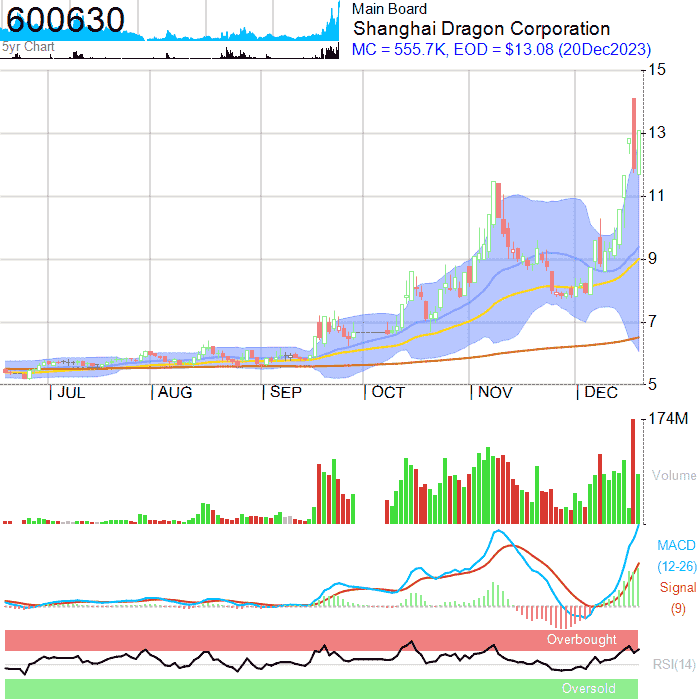 600630
5yr Chart
Main Board
Shanghai Dragon Corporation
MC = 555.7K, EOD = $13.08 (20Dec2023)
15
13
11
9
7
5
JUL AUG SEP OCT NOV DEC
174M
Volume
MACD
(12-26)
Signal
(9)
Overbought
RSI(14)
Oversold